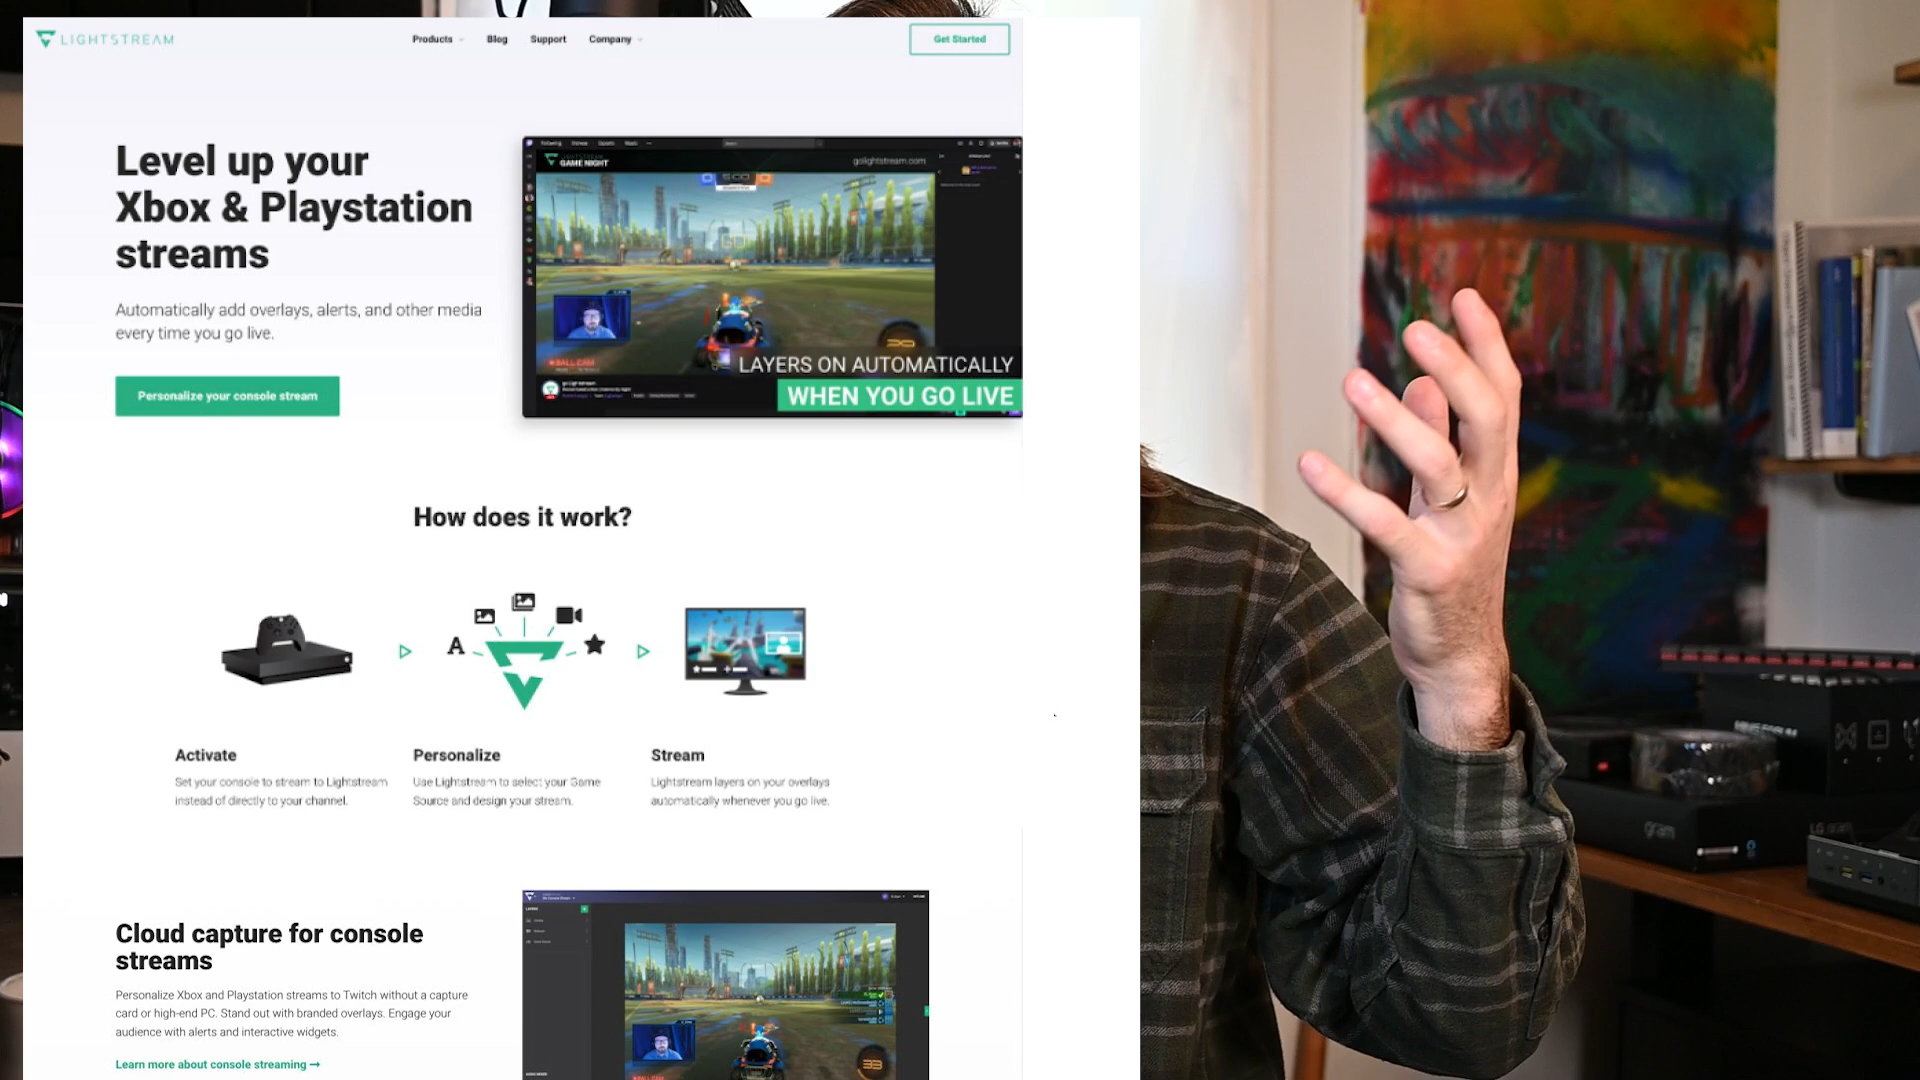 LIGHTSTREAM
Products
Blog
Support
Company
Get Started
Level up your
Xbox & Playstation
streams
Automatically add overlays, alerts, and other media
every time you go live.
Personalize your console stream
GAME NIGHT
golightstream.com
LAYERS ON AUTOMATICALLY
WHEN YOU GO LIVE
How does it work?
A
Activate
Set your console to stream to Lightstream
instead of directly to your channel.
Personalize
Use Lightstream to select your Game
Source and design your stream.
Stream
Lightstream layers on your overlays
automatically whenever you go live.
Cloud capture for console
streams
Personalize Xbox and Playstation streams to Twitch without a capture
card or high-end PC. Stand out with branded overlays. Engage your
audience with alerts and interactive widgets.
Learn more about console streaming
33
gram